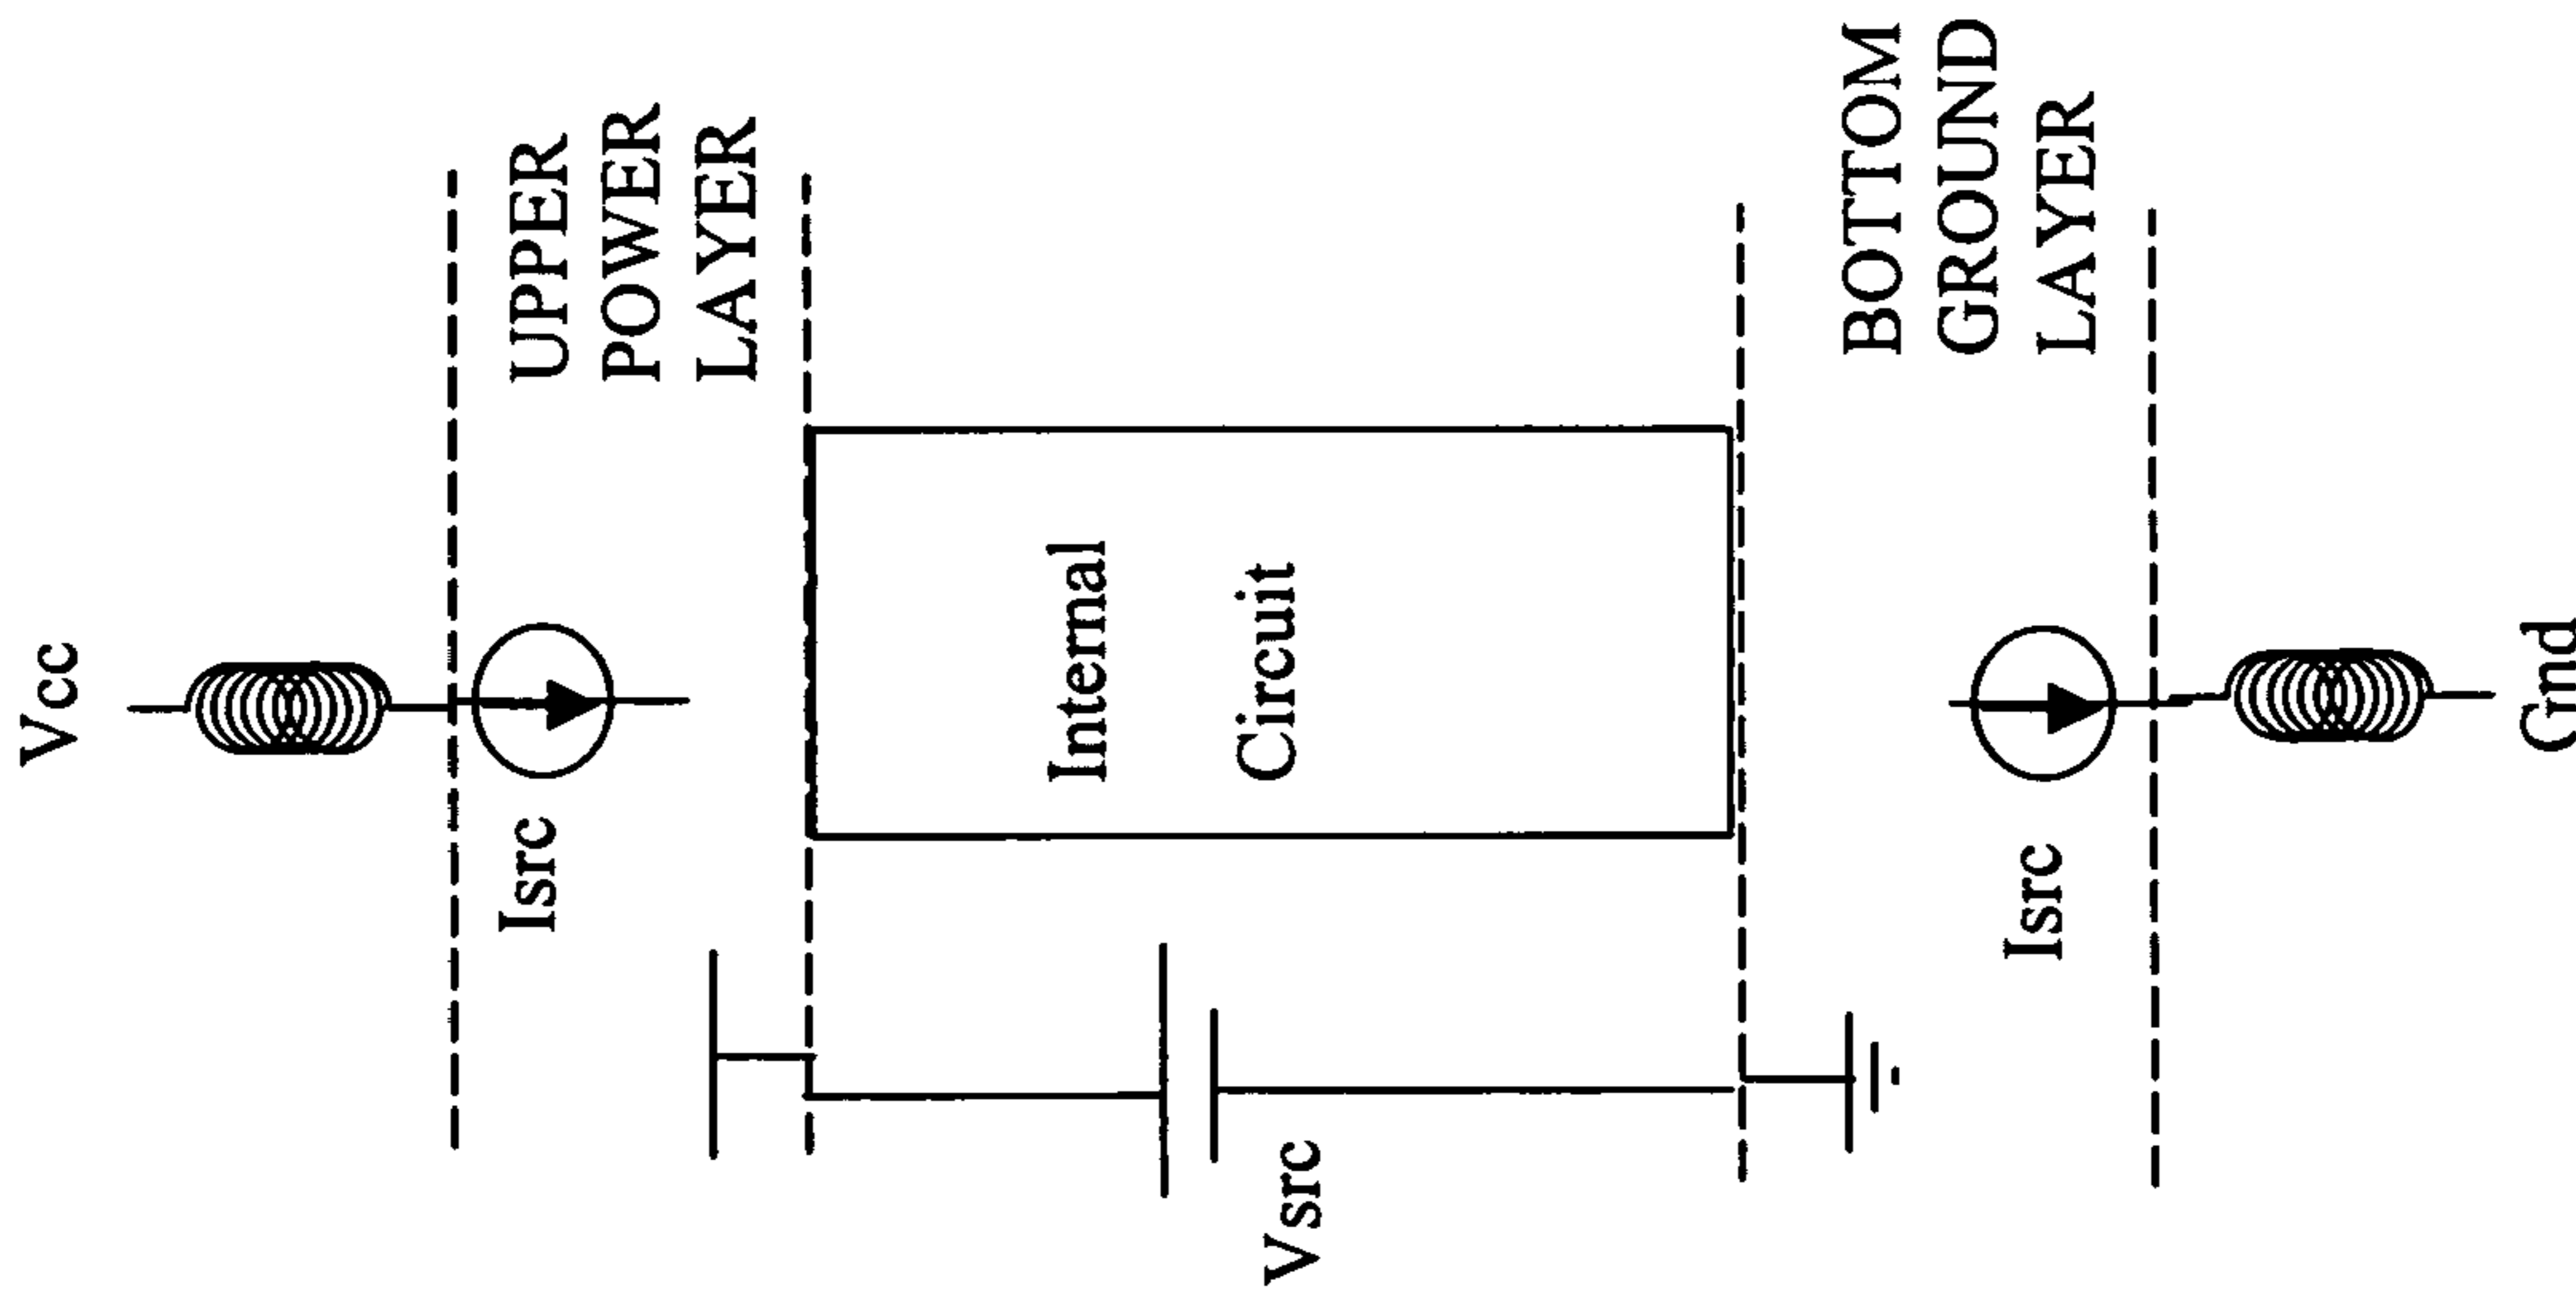 Vcc
UPPER
POWER
LAYER
Isrc
Internal
Circuit
Vsrc
BOTTOM
GROUND
LAYER
Isrc
Gnd